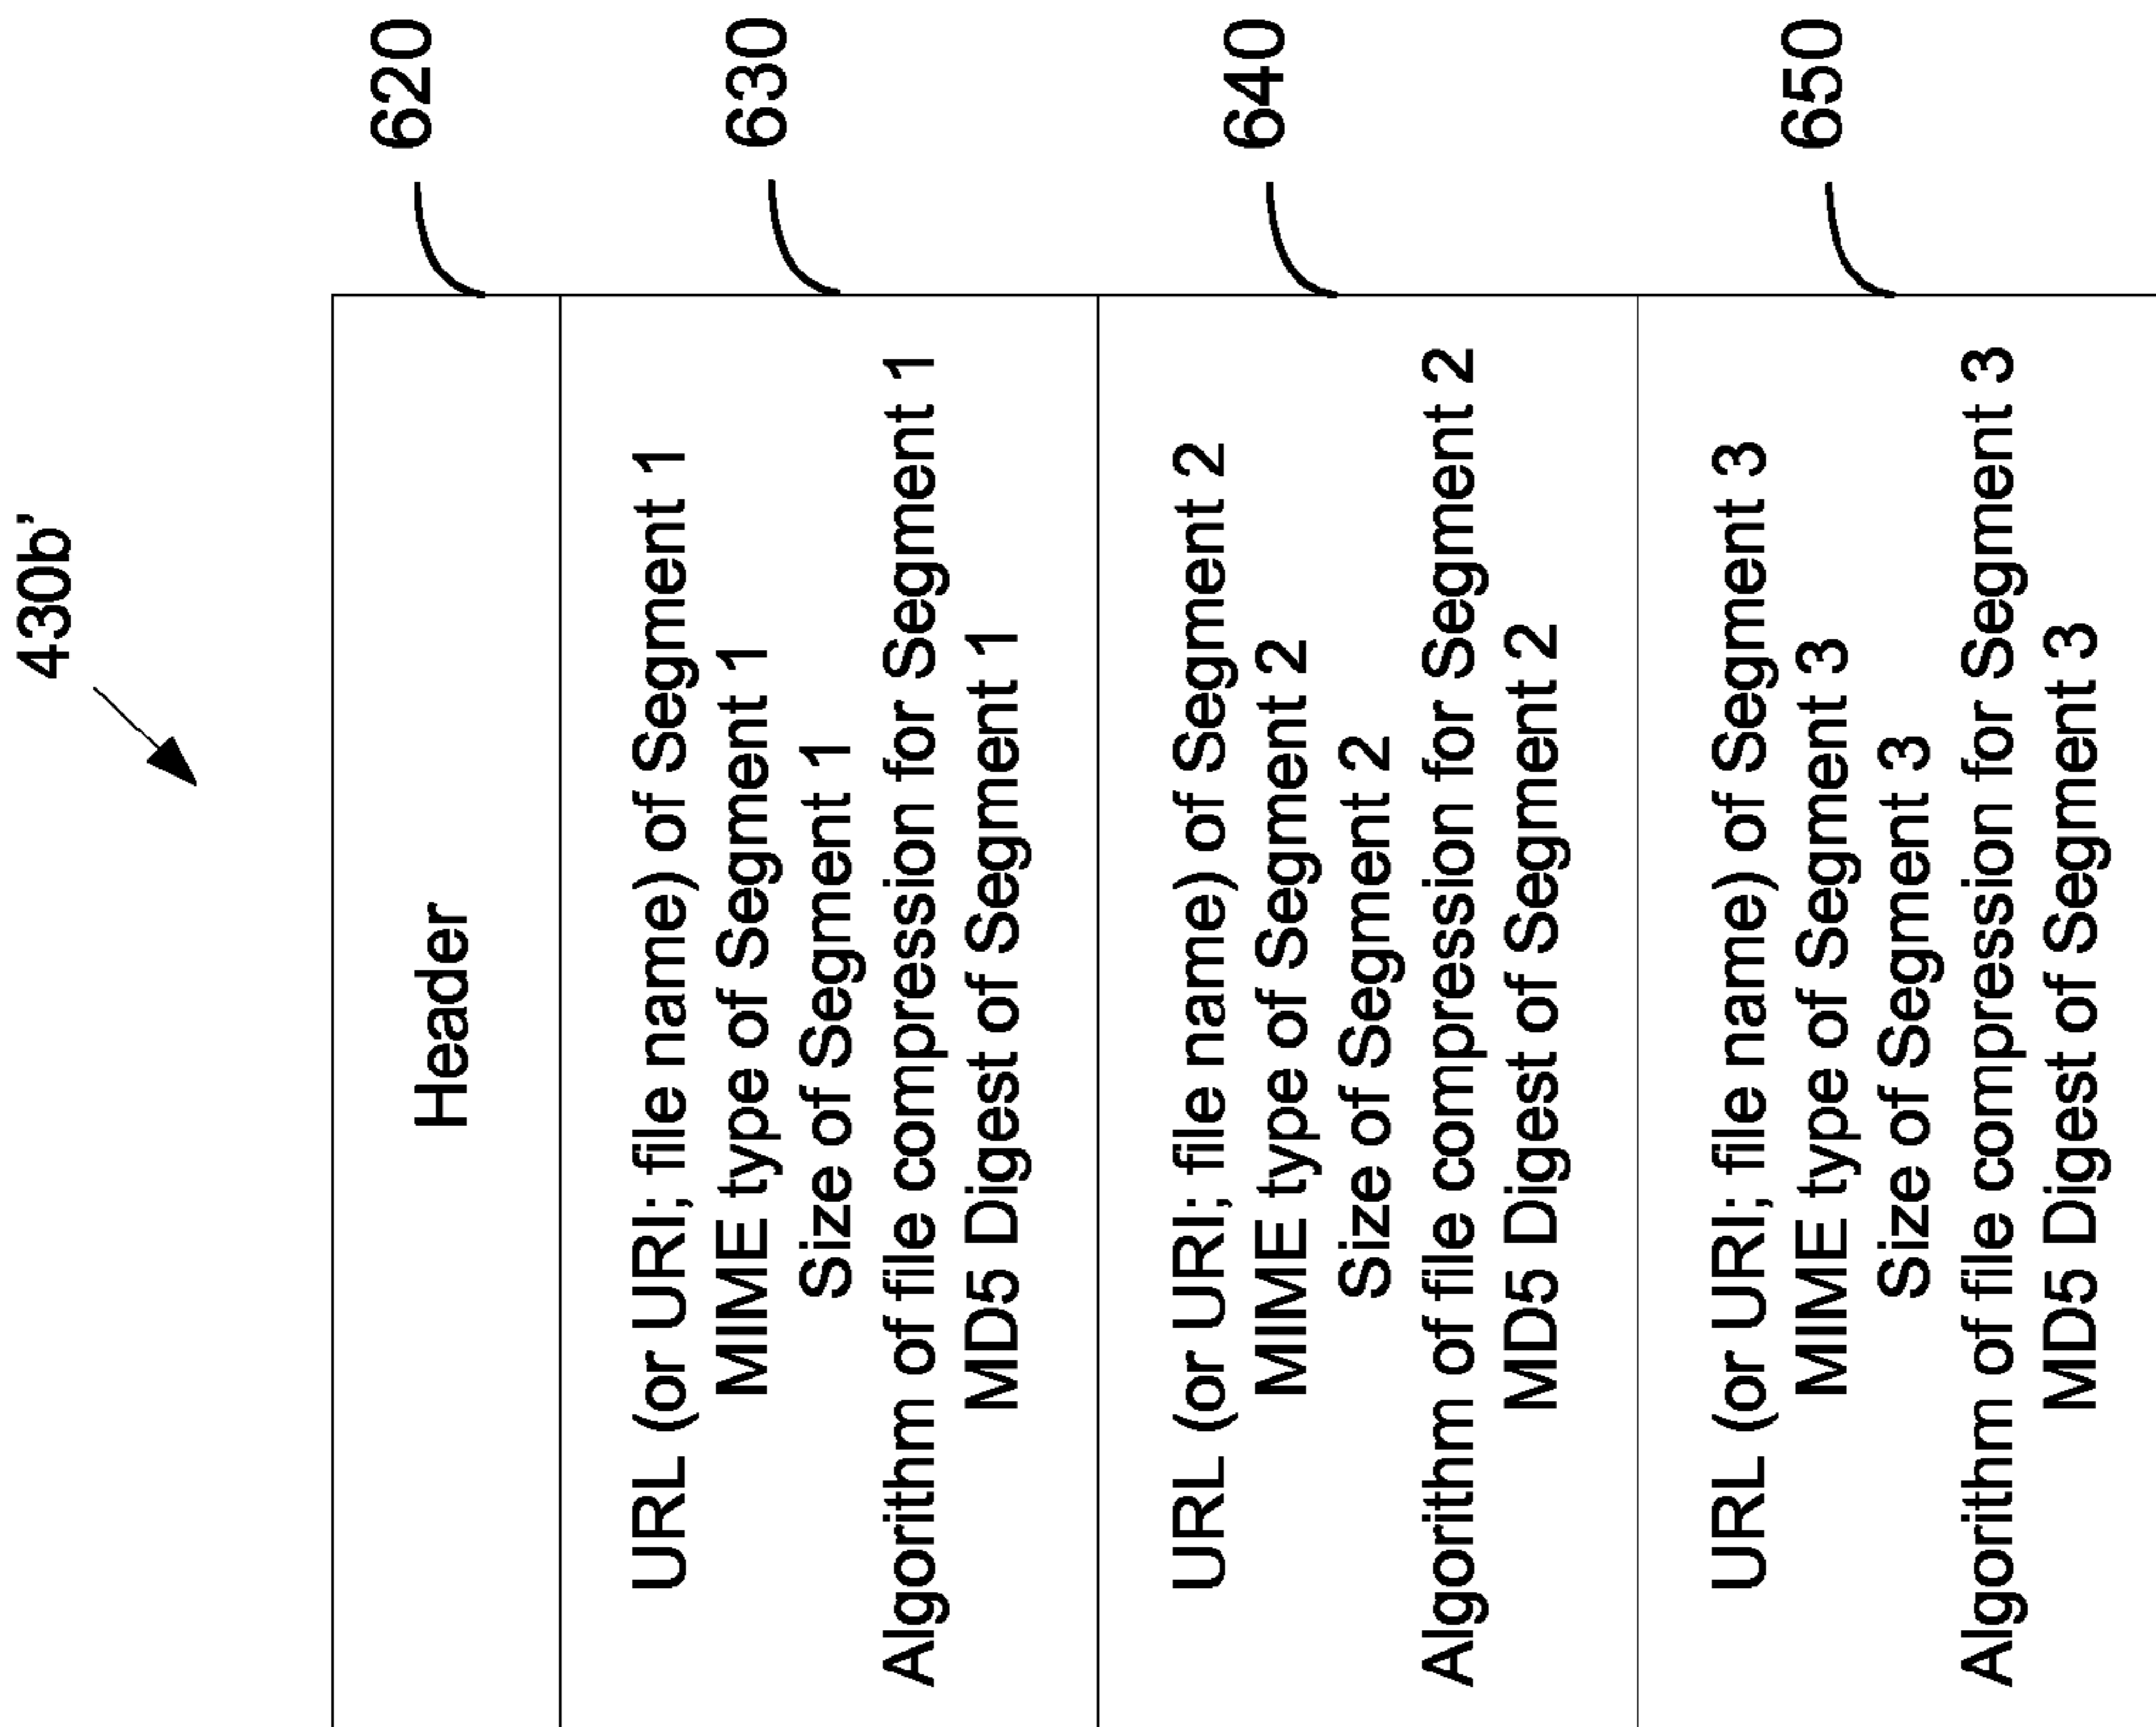 430b'
Header
620
URL (or URI; file name) of Segment 1
MIME type of Segment 1
Size of Segment 1
Algorithm of file compression for Segment 1
MD5 Digest of Segment 1
630
URL (or URI; file name) of Segment 2
MIME type of Segment 2
Size of Segment 2
Algorithm of file compression for Segment 2
MD5 Digest of Segment 2
640
URL (or URI; file name) of Segment 3
MIME type of Segment 3
Size of Segment 3
Algorithm of file compression for Segment 3
MD5 Digest of Segment 3
650